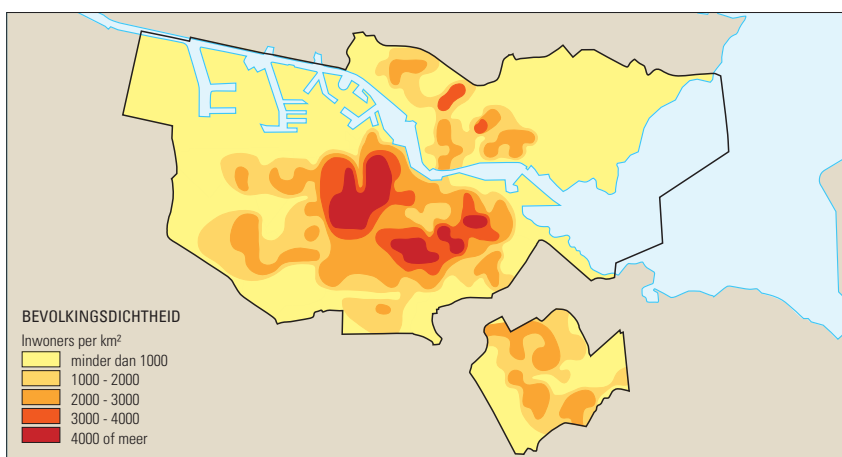 BEVOLKINGSDICHTHEID
Inwoners per km²
minder dan 1000
1000 - 2000
2000 - 3000
3000 - 4000
4000 of meer